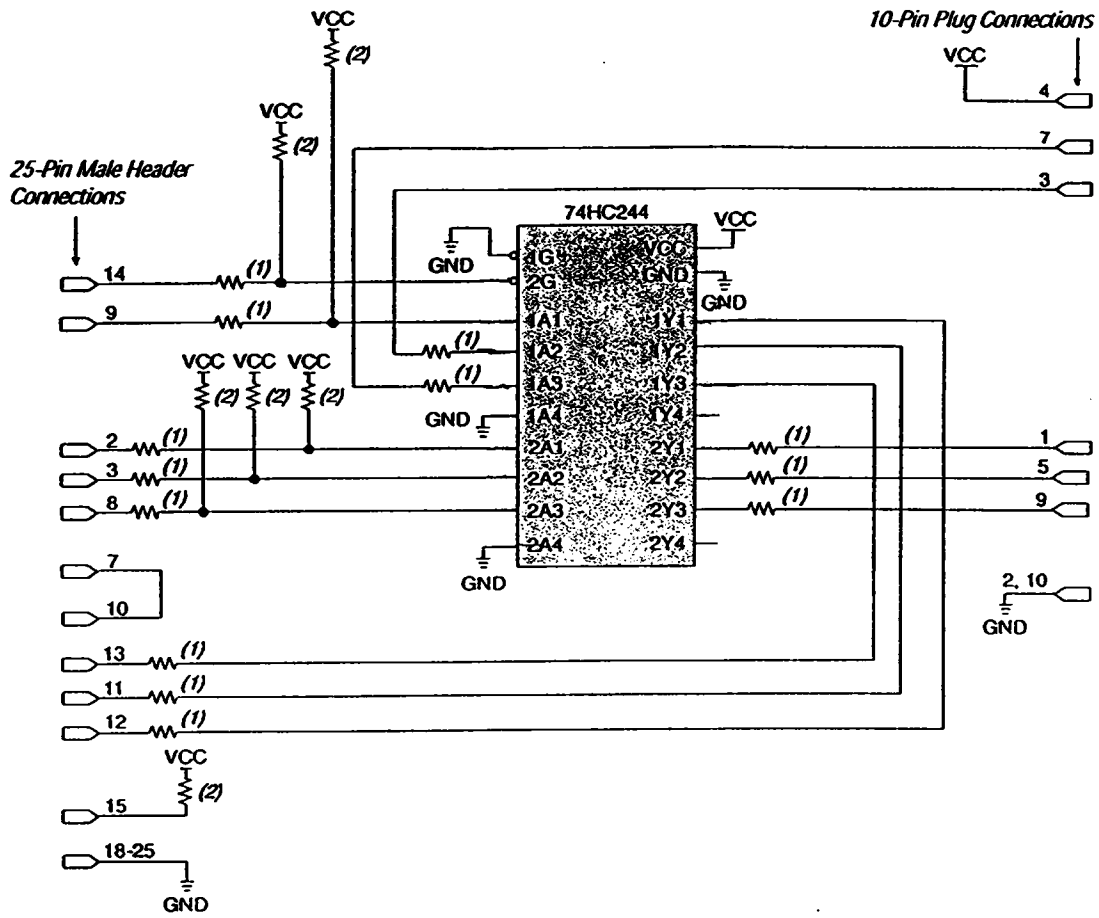 10-Pin Plug Connections
VCC
(2)
VCC
4
VCC
(2)
7
25-Pin Male Header
Connections
3
74HC244
VCC
GND
1G
VCC
14
(1)
2G
GND
GND
9
(1)
1A1
1Y1
(1)
1A2
1Y2
VCC
VCC
VCC
(1)
1A3
1Y3
(2)
(2)
(2)
GND
1A4
1Y4
2
(1)
2A1
2Y1
(1)
1
3
(1)
2A2
2Y2
(1)
5
8
(1)
2A3
2Y3
(1)
9
2A4
2Y4
GND
7
2, 10
10
GND
13
(1)
11
(1)
12
(1)
VCC
(2)
15
18-25
GND